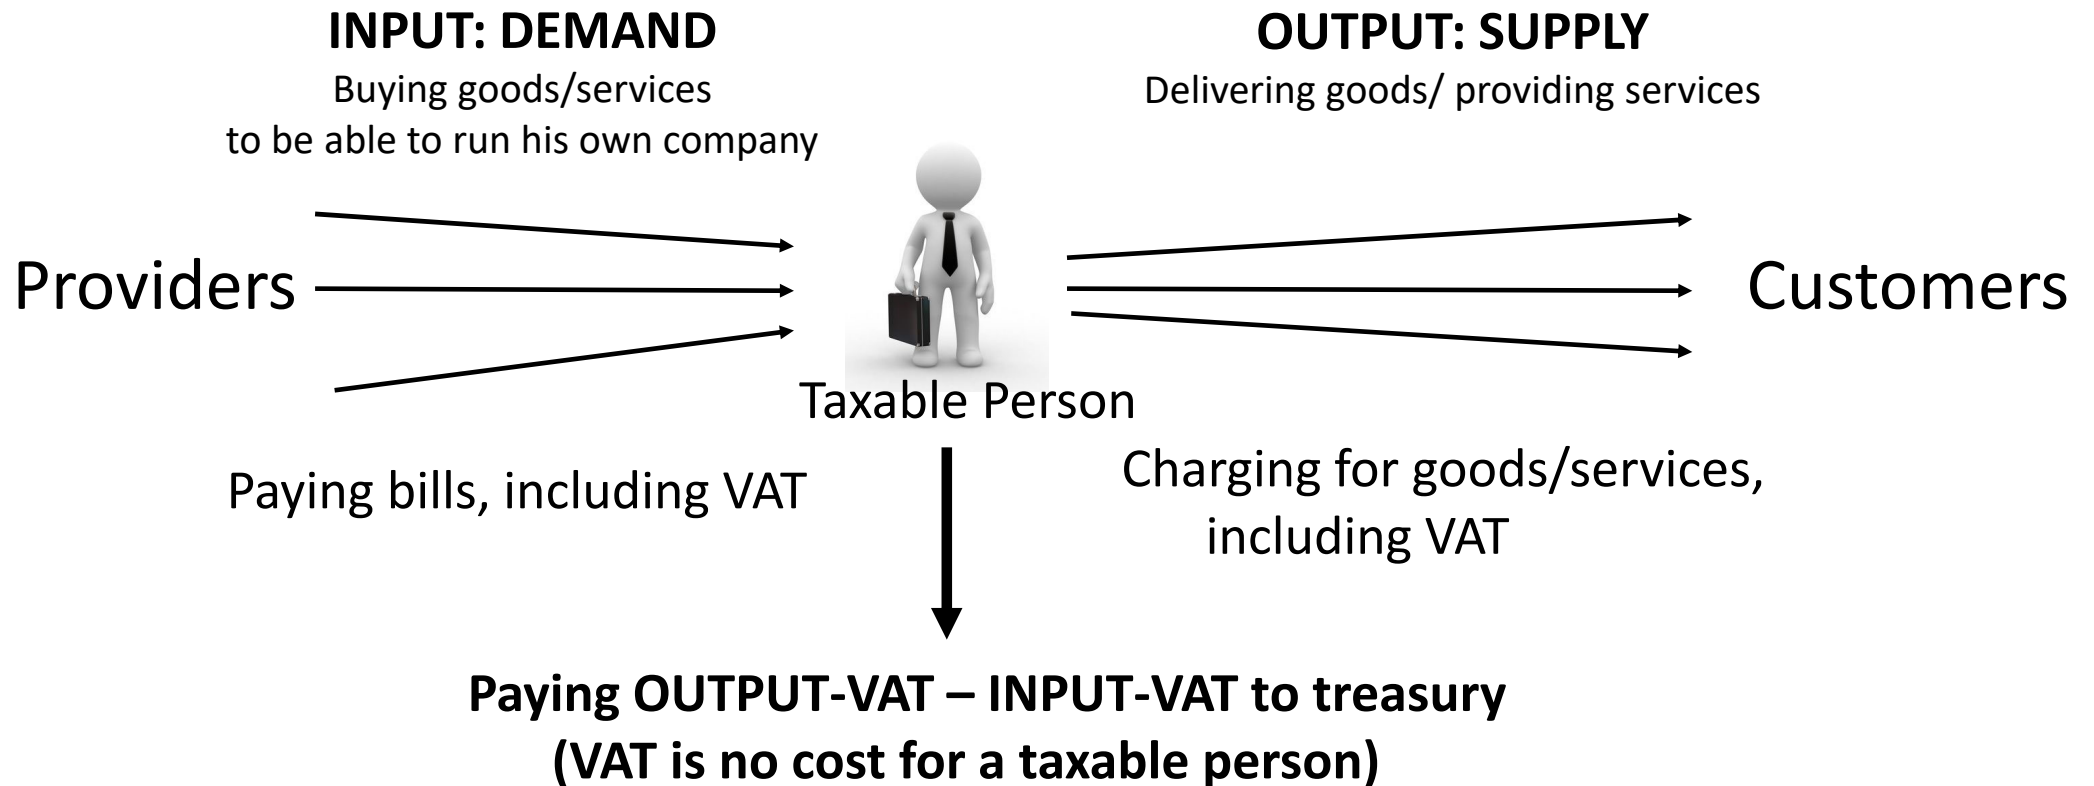 INPUT: DEMAND
Buying goods/services
to be able to run his own company
OUTPUT: SUPPLY
Delivering goods/ providing services
Providers
Customers
Taxable Person
Paying bills, including VAT
Charging for goods/services,
including VAT
Paying OUTPUT-VAT – INPUT-VAT to treasury
(VAT is no cost for a taxable person)